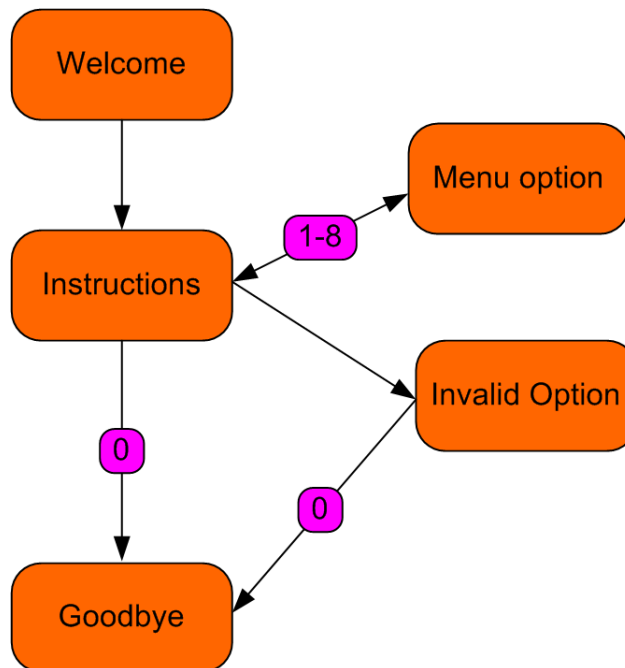 Welcome
Menu option
1-8
Instructions
Invalid Option
0
0
Goodbye